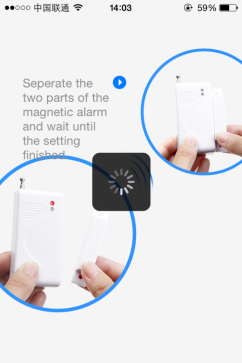 中国联通 14:03 59%
Seperate the
two parts of the
magnetic alarm
and wait until
the setting
finished